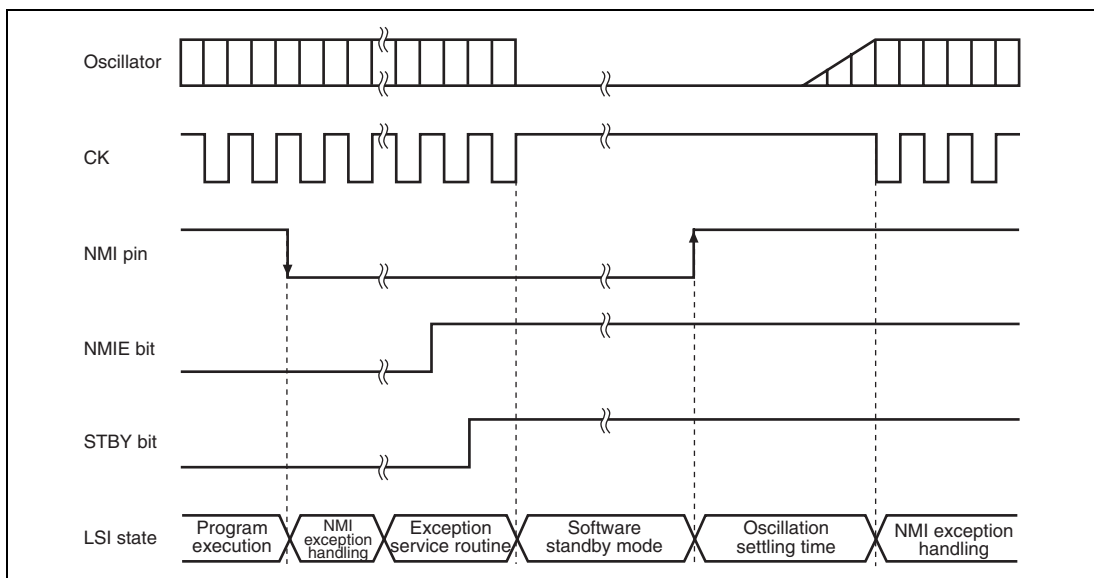 Oscillator
CK
NMI pin
NMIE bit
STBY bit
LSI state
Program
execution
NMI
exception
handling
Exception
service routine
Software
standby mode
Oscillation
settling time
NMI exception
handling